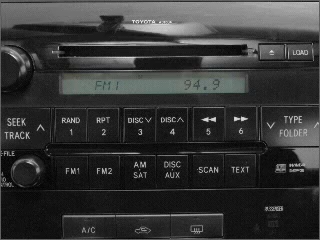 TOYOTA
LOAD
FM1 94.9
SEEK TRACK
RAND 1
RPT 2
DISC 3
DISC 4
5
6
TYPE FOLDER
FM1
FM2
AM SAT
DISC AUX
SCAN
TEXT
A/C